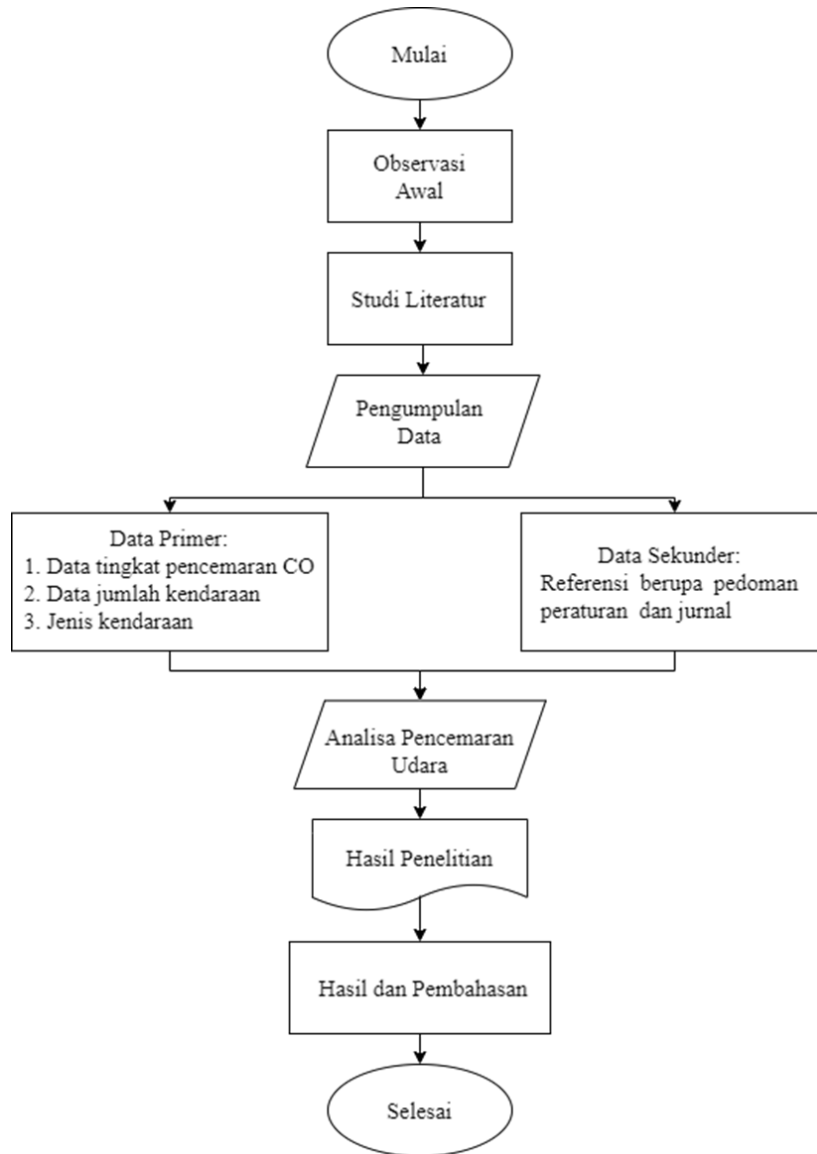 Mulai
Observasi
Awal
Studi Literatur
Pengumpulan
Data
Data Primer:
1. Data tingkat pencemaran CO
2. Data jumlah kendaraan
3. Jenis kendaraan
Data Sekunder:
Referensi berupa pedoman
peraturan dan jurnal
Analisa Pencemaran
Udara
Hasil Penelitian
Hasil dan Pembahasan
Selesai